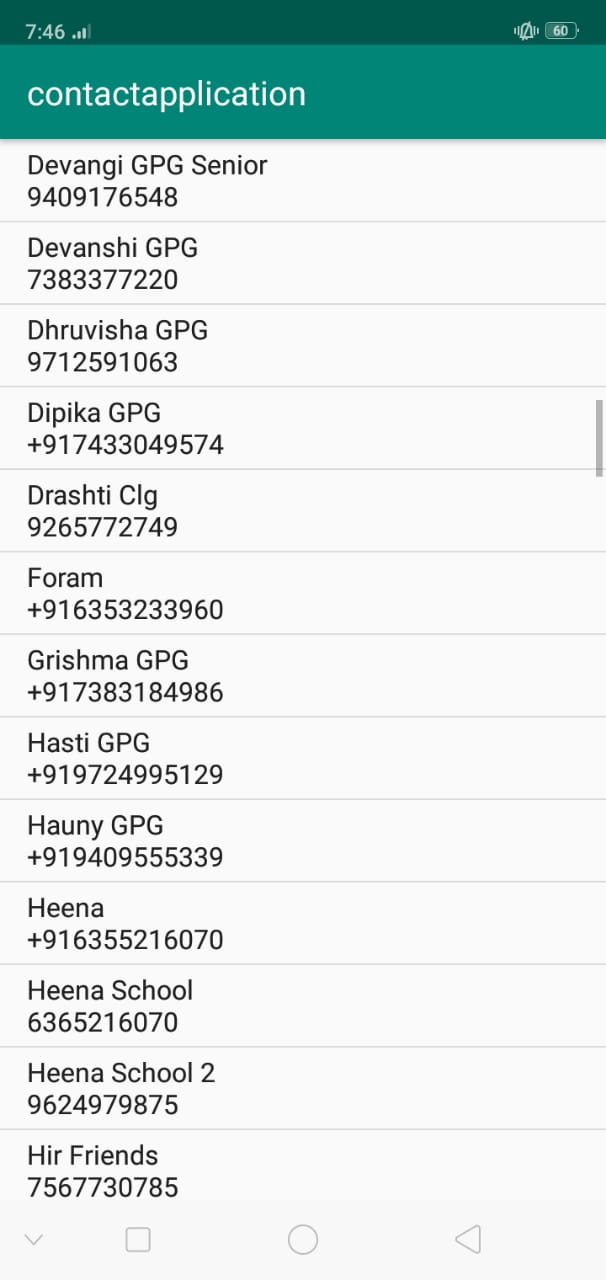 7:46
60
contactapplication
Devangi GPG Senior
9409176548
Devanshi GPG
7383377220
Dhruvisha GPG
9712591063
Dipika GPG
+917433049574
Drashti Clg
9265772749
Foram
+916353233960
Grishma GPG
+917383184986
Hasti GPG
+919724995129
Hauny GPG
+919409555339
Heena
+916355216070
Heena School
6365216070
Heena School 2
9624979875
Hir Friends
7567730785